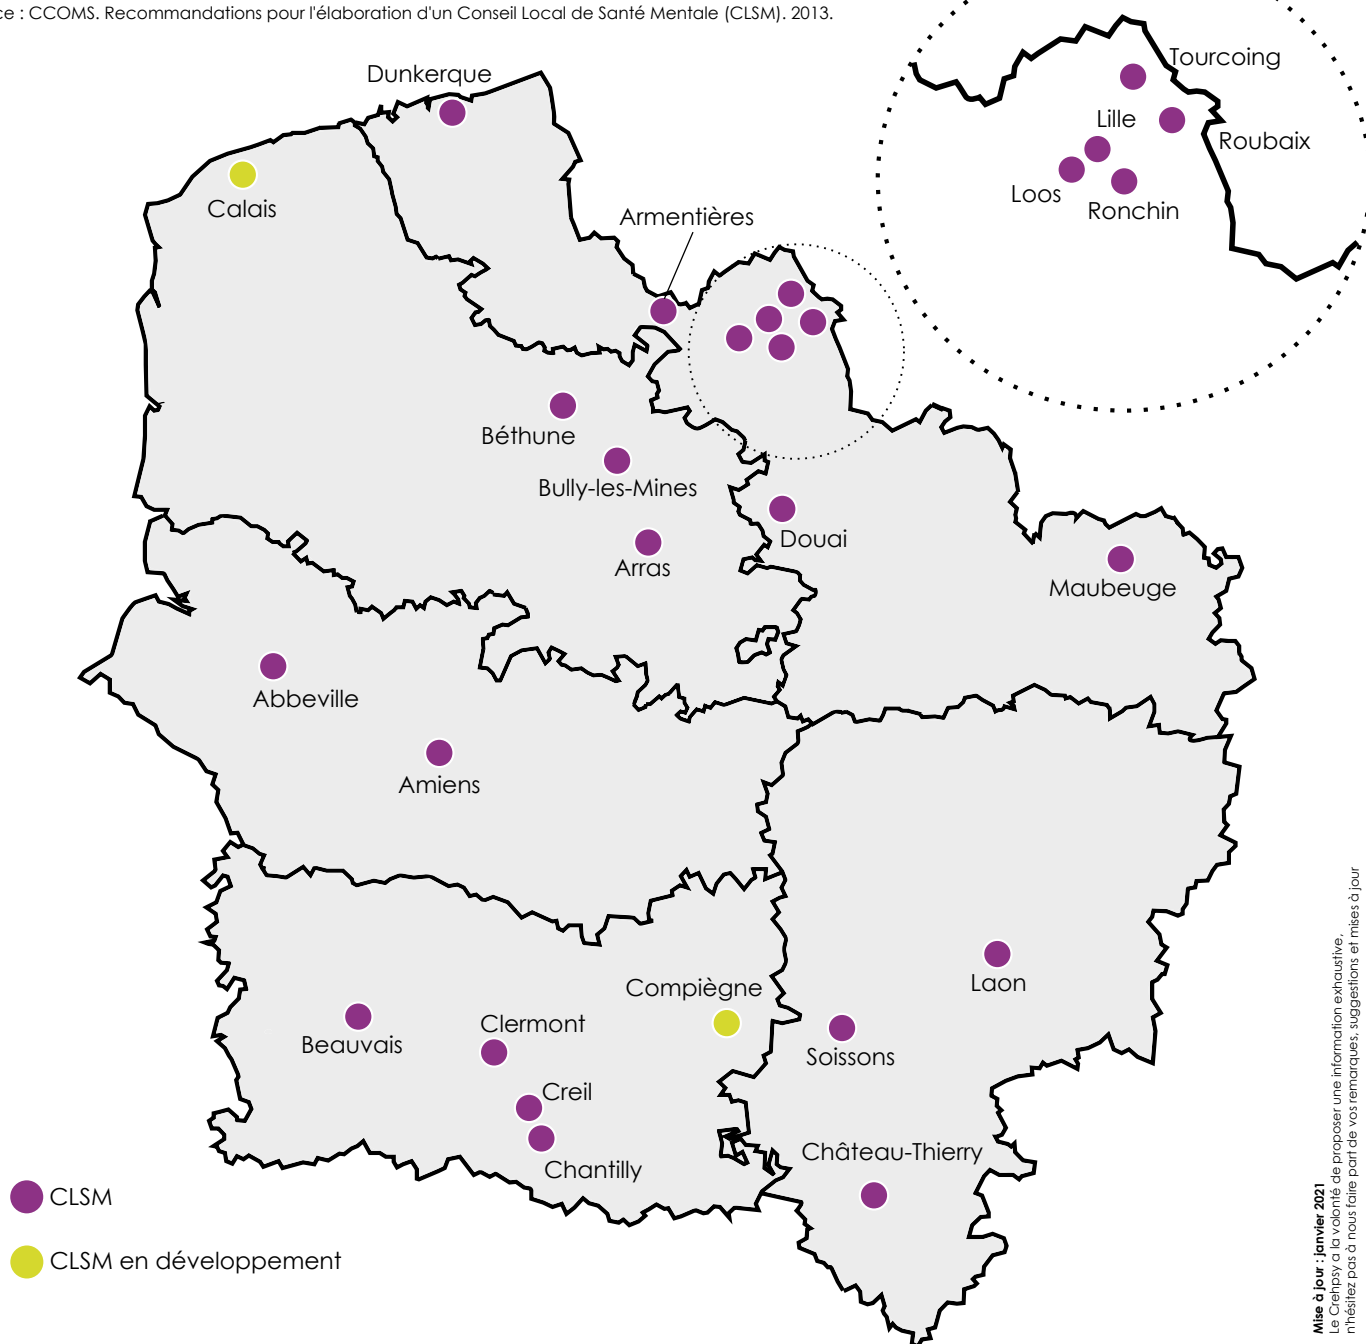 : CCOMS. Recommandations pour l'élaboration d'un Conseil Local de Santé Mentale (CLSM). 2013.
Dunkerque
Tourcoing
Lille
Roubaix
Loos
Ronchin
Calais
Armentières
Béthune
Bully-les-Mines
Arras
Douai
Maubeuge
Abbeville
Amiens
Compiègne
Laon
Beauvais
Clermont
Soissons
Creil
Chantilly
Château-Thierry
CLSM
CLSM en développement
Mise à jour : janvier 2021
Le Crehpsy a la volonté de proposer une information exhaustive,
n'hésitez pas à nous faire part de vos remarques, suggestions et mises à jour